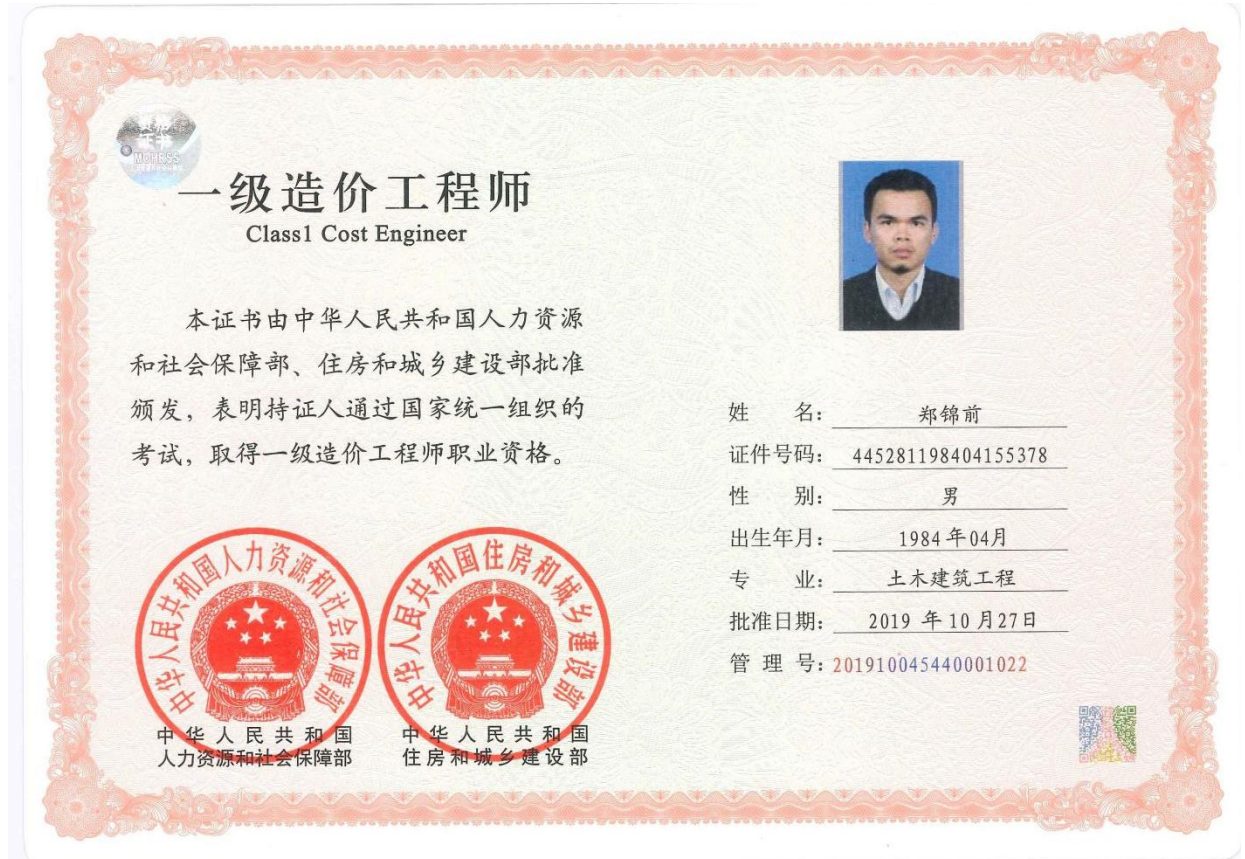 资格
证书
MOHRSS
一级造价工程师
Class1 Cost Engineer
本证书由中华人民共和国人力资源
和社会保障部、住房和城乡建设部批准
颁发，表明持证人通过国家统一组织的
考试，取得一级造价工程师职业资格。
中华人民共和国人力资源和社会保障部
中华人民共和国住房和城乡建设部
中华人民共和国
人力资源和社会保障部
中华人民共和国
住房和城乡建设部
姓 名： 郑锦前
证件号码： 445281198404155378
性 别： 男
出生年月： 1984年04月
专 业： 土木建筑工程
批准日期： 2019 年 10 月27日
管 理 号：201910045440001022